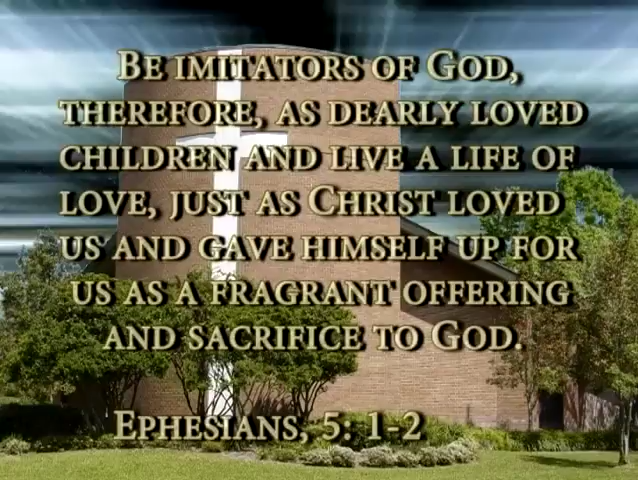 Be imitators of God,
therefore, as dearly loved
children and live a life of
love, just as Christ loved
us and gave himself up for
us as a fragrant offering
and sacrifice to God.
Ephesians, 5: 1-2